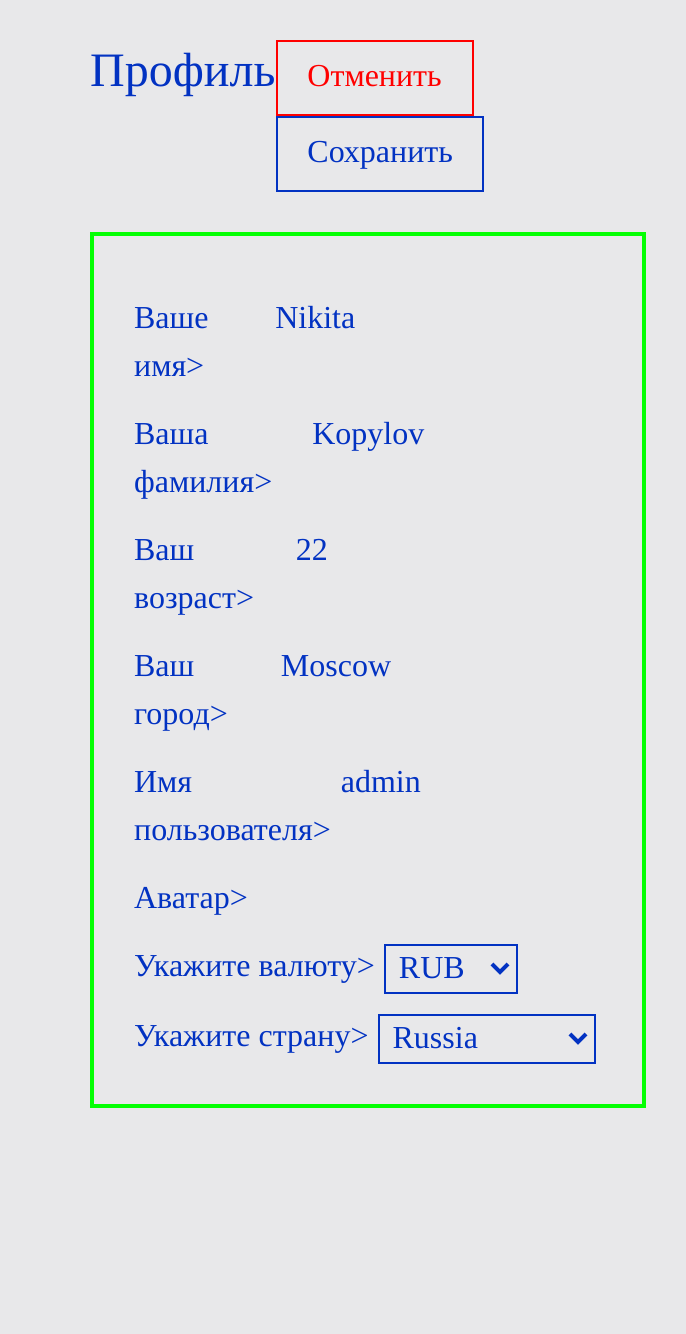 Профиль Отменить
Сохранить
Ваше Nikita
имя>
Ваша Kopylov
фамилия>
Ваш 22
возраст>
Ваш Moscow
город>
Имя admin
пользователя>
Аватар>
Укажите валюту> RUB
Укажите страну> Russia